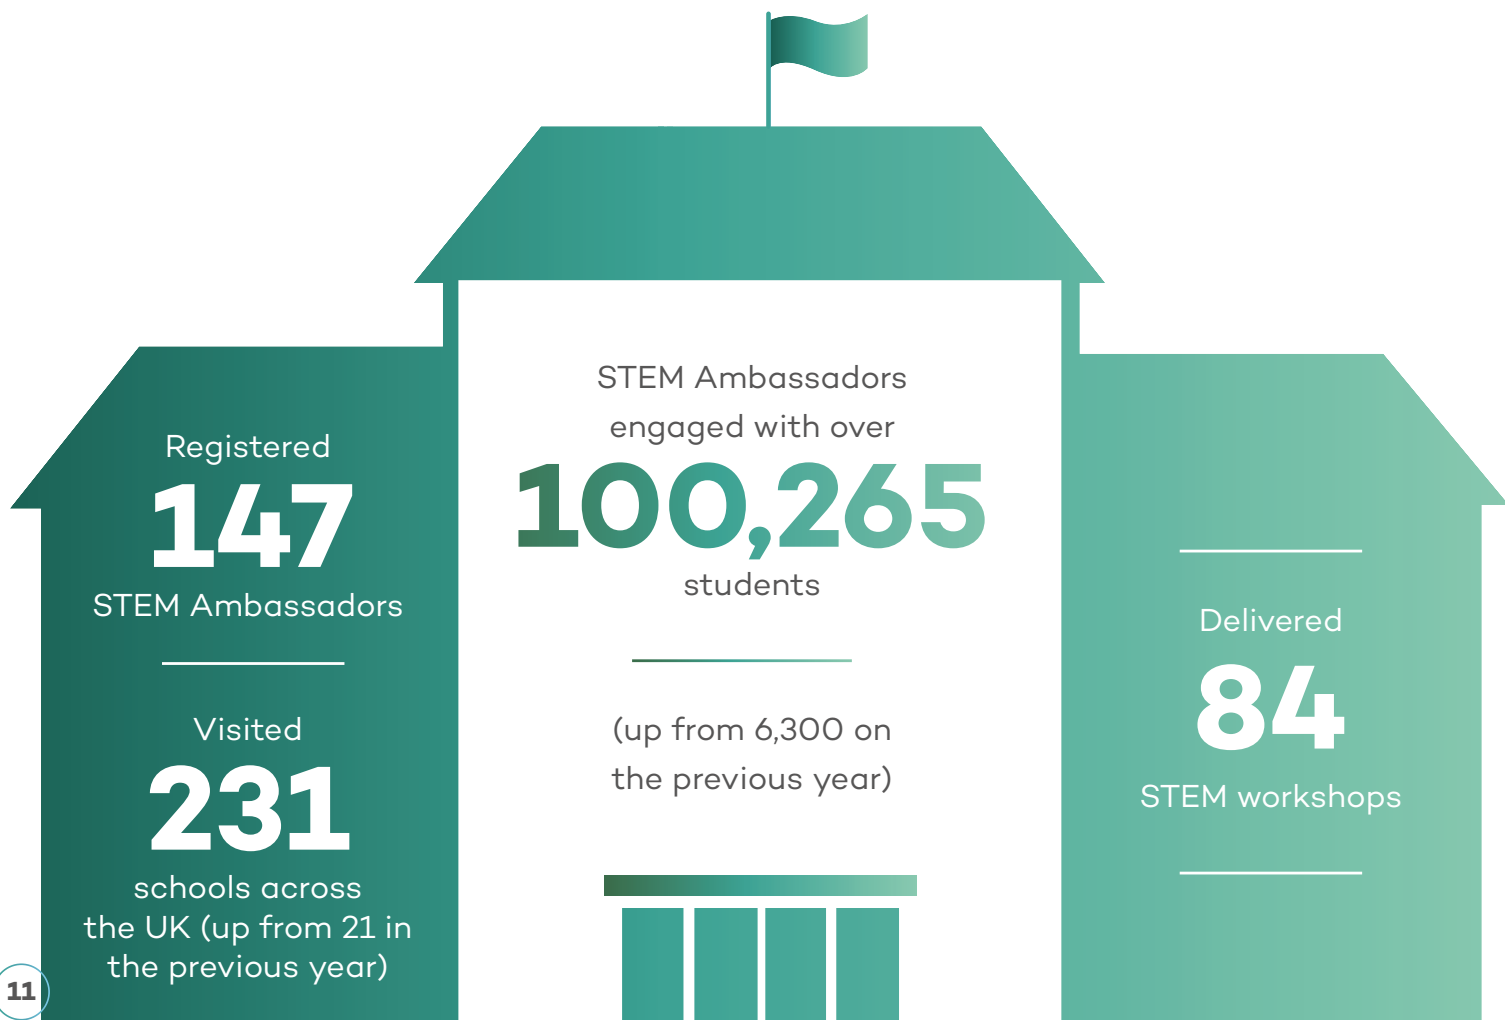 Registered
147
STEM Ambassadors
Visited
231
schools across
the UK (up from 21 in
the previous year)
STEM Ambassadors
engaged with over
100,265
students
(up from 6,300 on
the previous year)
Delivered
84
STEM workshops
11